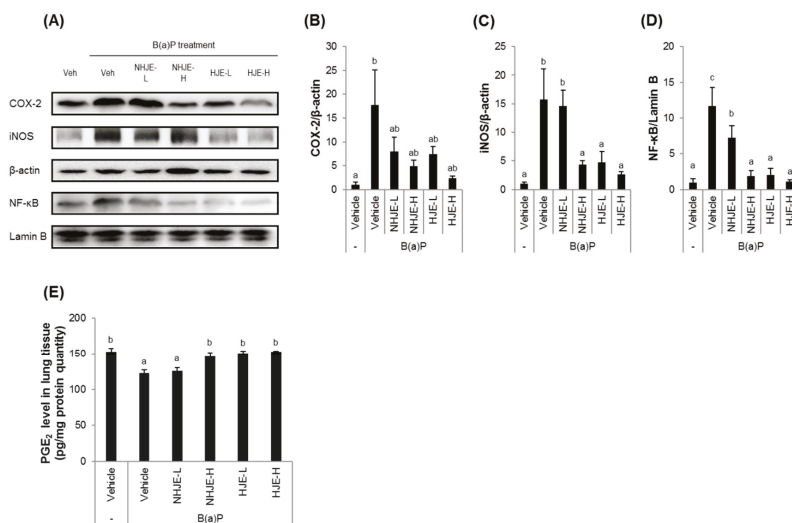 (A)
B(a)P treatment
Veh Veh NHJE-L NHJE-H HJE-L HJE-H
COX-2
iNOS
β-actin
NF-κB
Lamin B
(B)
COX-2/β-actin
30
25
20
15
10
5
0
a b ab ab ab ab
Vehicle Vehicle NHJE-L NHJE-H HJE-L HJE-H
- B(a)P
(C)
iNOS/β-actin
25
20
15
10
5
0
a b b a a a
Vehicle Vehicle NHJE-L NHJE-H HJE-L HJE-H
- B(a)P
(D)
NF-κB/Lamin B
20
15
10
5
0
a c b a a a
Vehicle Vehicle NHJE-L NHJE-H HJE-L HJE-H
- B(a)P
(E)
PGE₂ level in lung tissue
(pg/mg protein quantity)
200
150
100
50
0
b a a b b b
Vehicle Vehicle NHJE-L NHJE-H HJE-L HJE-H
- B(a)P